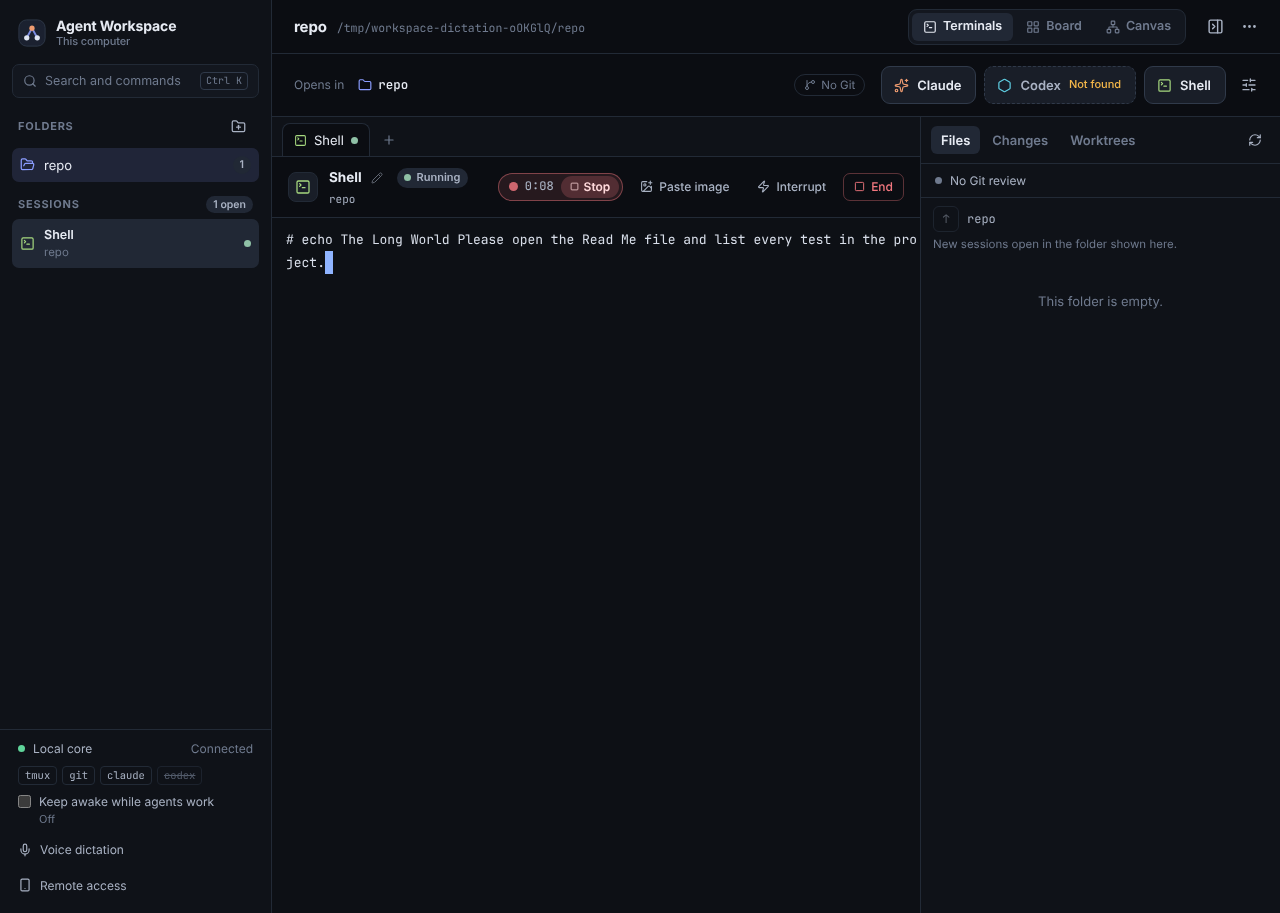 Agent Workspace
This computer
Search and commands Ctrl K
FOLDERS
repo 1
SESSIONS 1 open
Shell
repo
Local core Connected
tmux git claude codex
Keep awake while agents work
Off
Voice dictation
Remote access
repo /tmp/workspace-dictation-oOKGlQ/repo
Terminals Board Canvas
Opens in repo
No Git Claude Codex Not found Shell
Shell
Shell Running
repo
0:08 Stop Paste image Interrupt End
# echo The Long World Please open the Read Me file and list every test in the pro
ject.
Files Changes Worktrees
No Git review
repo
New sessions open in the folder shown here.
This folder is empty.